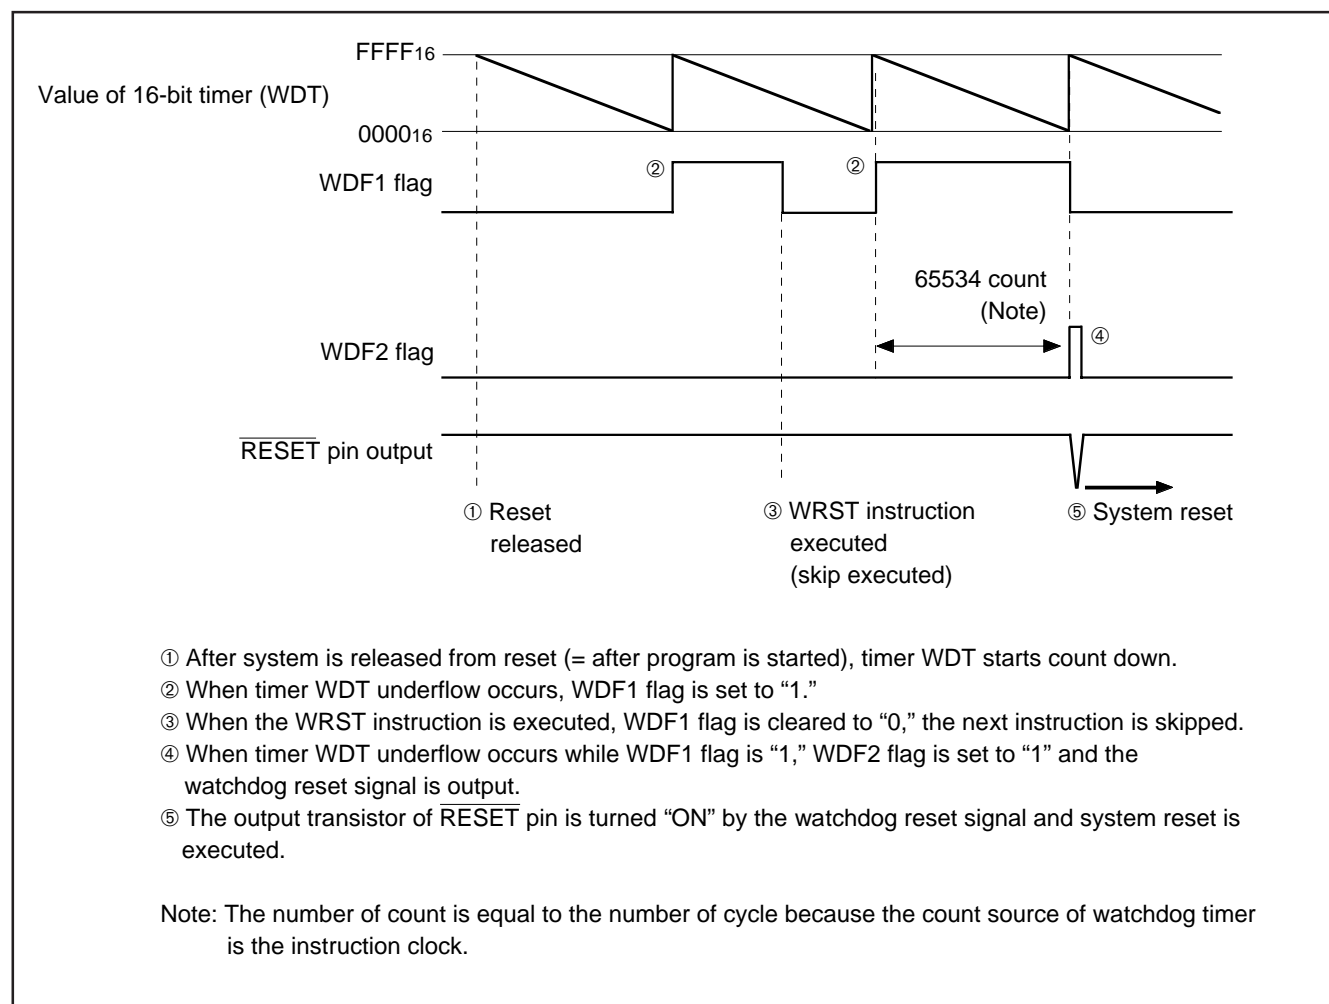 FFFF16
Value of 16-bit timer (WDT)
000016
②
②
WDF1 flag
65534 count
(Note)
④
WDF2 flag
RESET pin output
① Reset
released
③ WRST instruction
executed
(skip executed)
⑤ System reset
① After system is released from reset (= after program is started), timer WDT starts count down.
② When timer WDT underflow occurs, WDF1 flag is set to “1.”
③ When the WRST instruction is executed, WDF1 flag is cleared to “0,” the next instruction is skipped.
④ When timer WDT underflow occurs while WDF1 flag is “1,” WDF2 flag is set to “1” and the
watchdog reset signal is output.
⑤ The output transistor of RESET pin is turned “ON” by the watchdog reset signal and system reset is
executed.
Note: The number of count is equal to the number of cycle because the count source of watchdog timer
is the instruction clock.